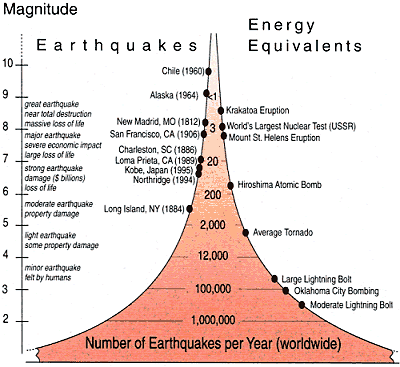 Magnitude
Earthquakes
Energy
Equivalents
10
9
8
7
6
5
4
3
2
great earthquake
near total destruction
massive loss of life
major earthquake
severe economic impact
large loss of life
strong earthquake
damage ($ billions)
loss of life
moderate earthquake
property damage
light earthquake
some property damage
minor earthquake
felt by humans
Chile (1960)
Alaska (1964)
New Madrid, MO (1812)
San Francisco, CA (1906)
Charleston, SC (1886)
Loma Prieta, CA (1989)
Kobe, Japan (1995)
Northridge (1994)
Long Island, NY (1884)
<1
3
20
200
2,000
12,000
100,000
1,000,000
Krakatoa Eruption
World's Largest Nuclear Test (USSR)
Mount St. Helens Eruption
Hiroshima Atomic Bomb
Average Tornado
Large Lightning Bolt
Oklahoma City Bombing
Moderate Lightning Bolt
Number of Earthquakes per Year (worldwide)